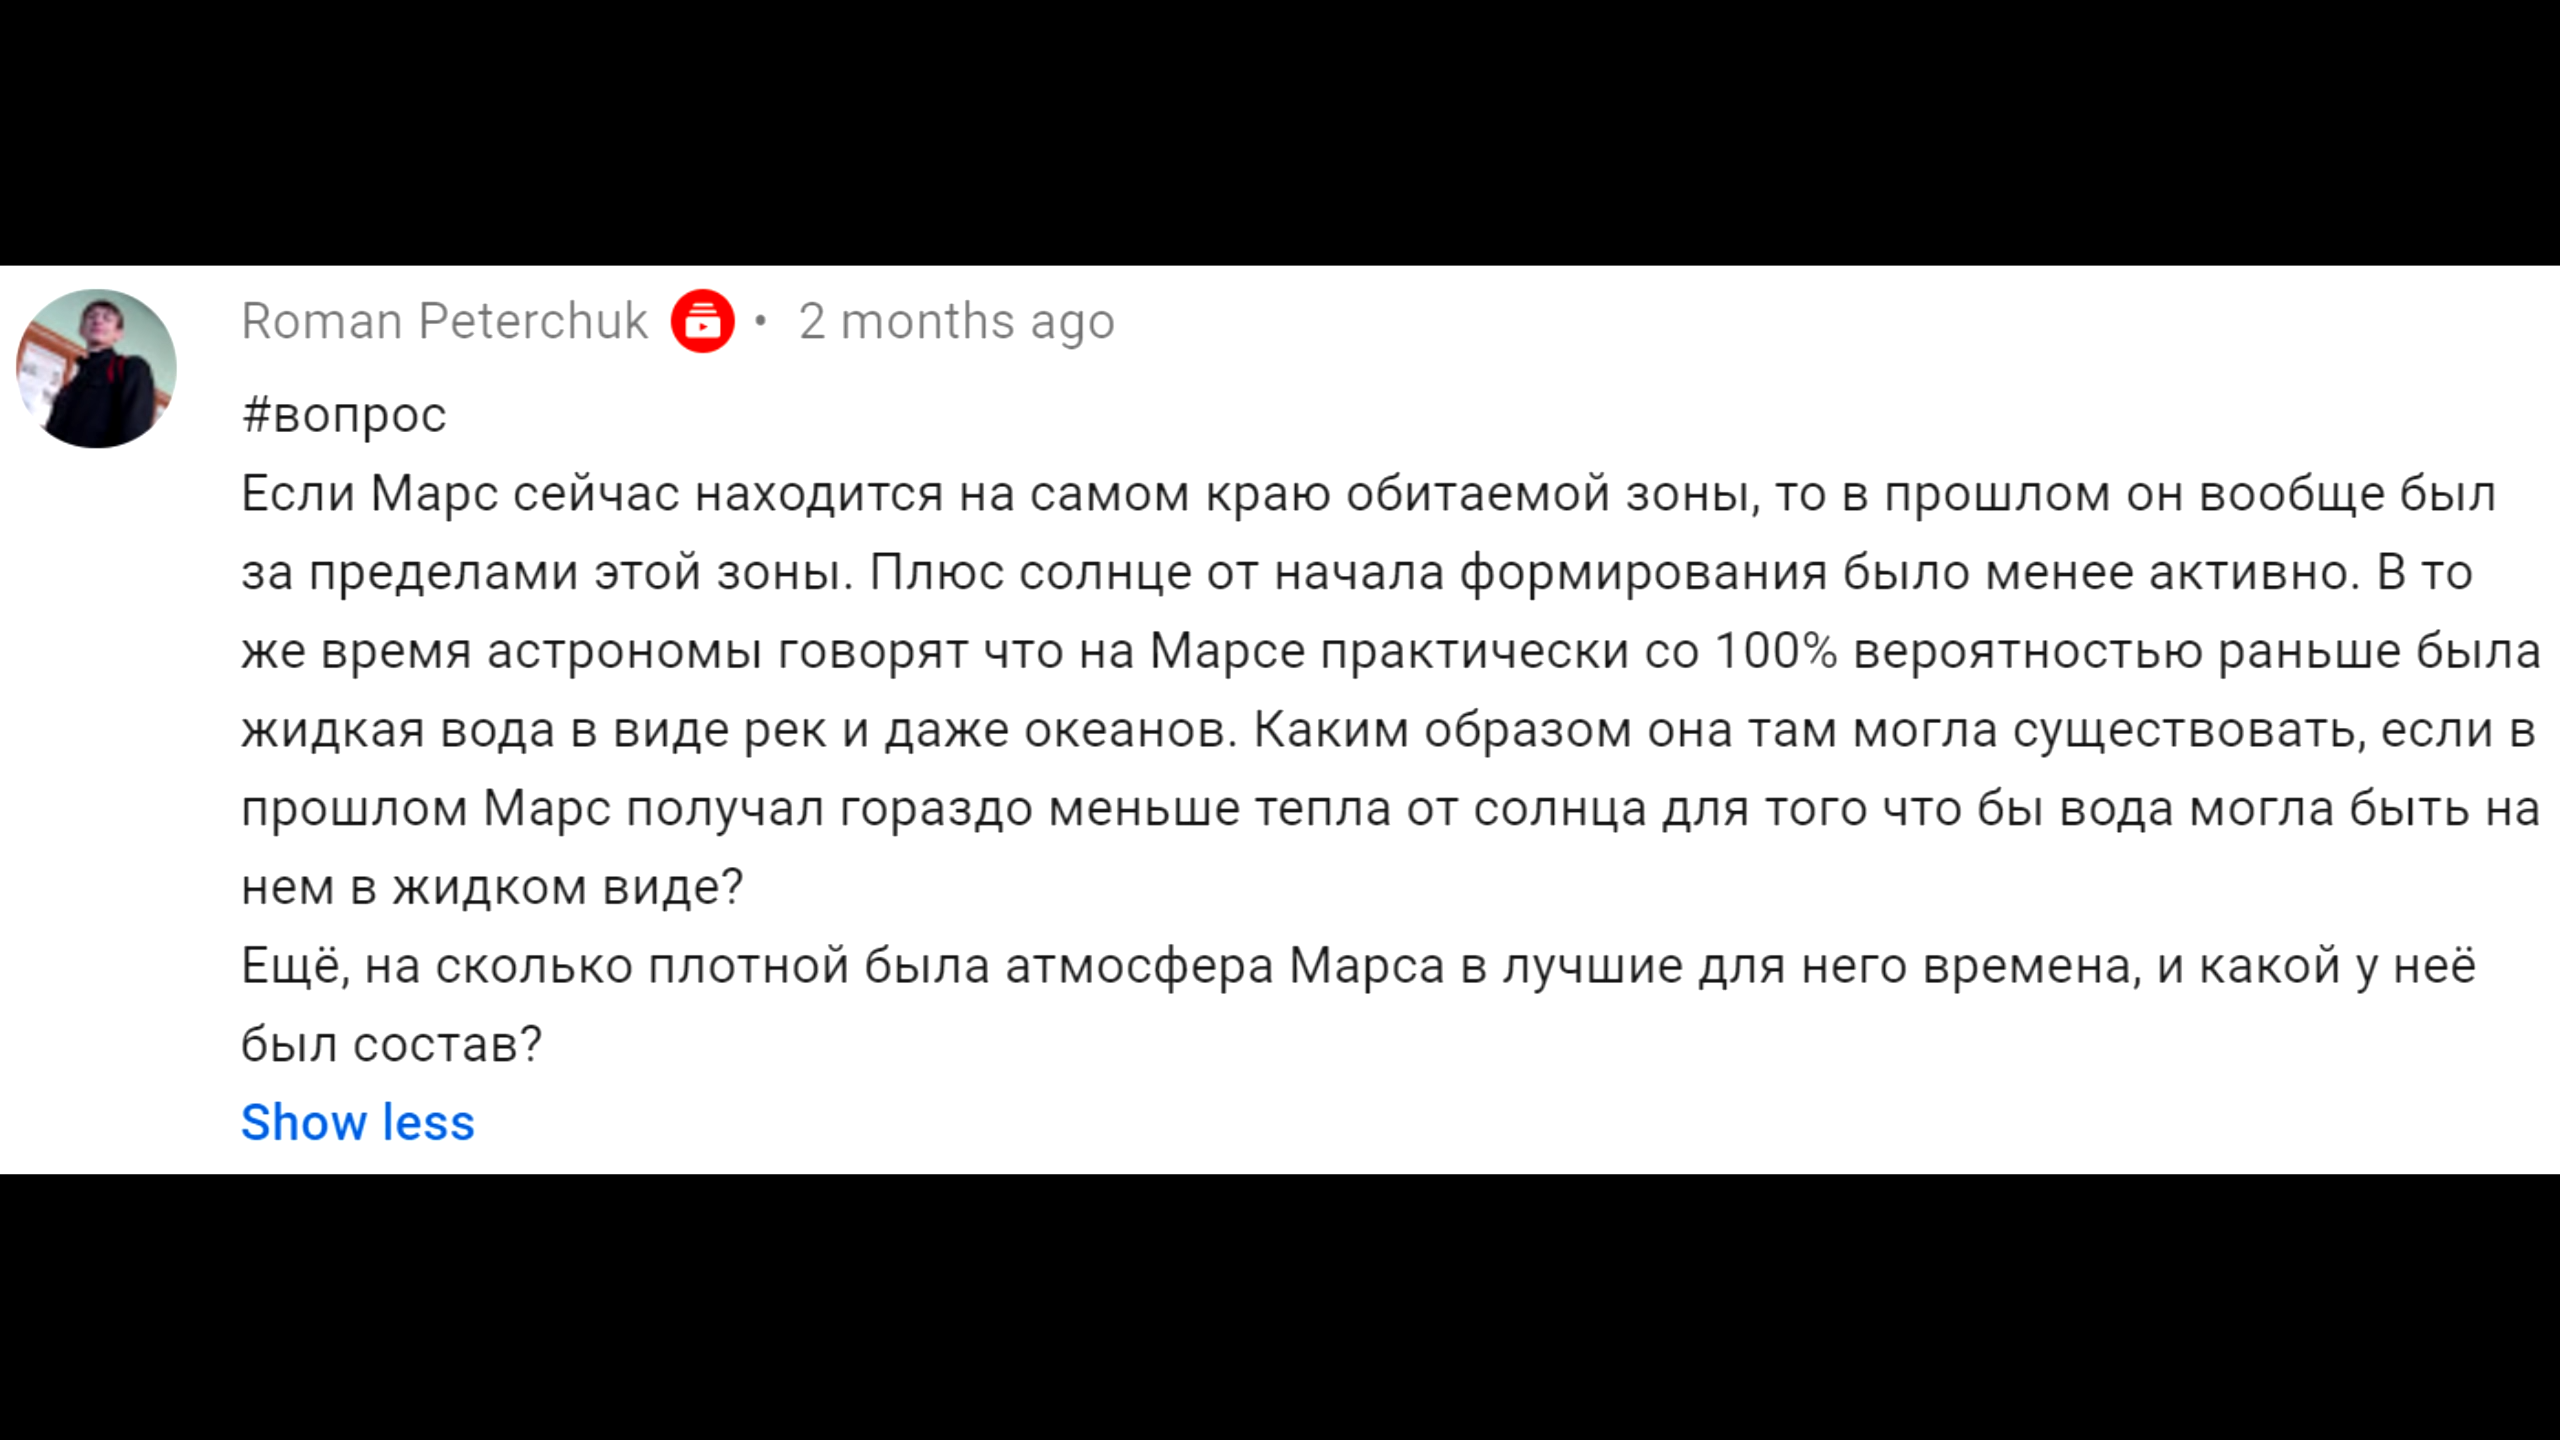 Roman Peterchuk • 2 months ago
#вопрос
Если Марс сейчас находится на самом краю обитаемой зоны, то в прошлом он вообще был
за пределами этой зоны. Плюс солнце от начала формирования было менее активно. В то
же время астрономы говорят что на Марсе практически со 100% вероятностью раньше была
жидкая вода в виде рек и даже океанов. Каким образом она там могла существовать, если в
прошлом Марс получал гораздо меньше тепла от солнца для того что бы вода могла быть на
нем в жидком виде?
Ещё, на сколько плотной была атмосфера Марса в лучшие для него времена, и какой у неё
был состав?
Show less